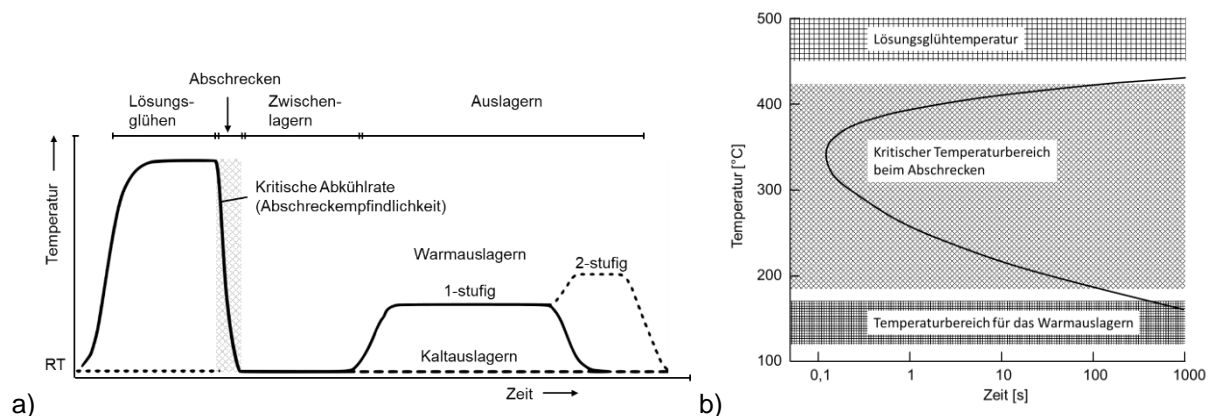 Abschrecken
Lösungs-
glühen
Zwischen-
lagern
Auslagern
Temperatur
Kritische Abkühlrate
(Abschreckempfindlichkeit)
Warmauslagern
1-stufig
2-stufig
Kaltauslagern
RT
Zeit
a)
500
400
300
200
100
Temperatur [°C]
Lösungsglühtemperatur
Kritischer Temperaturbereich
beim Abschrecken
Temperaturbereich für das Warmauslagern
0,1 1 10 100 1000
Zeit [s]
b)